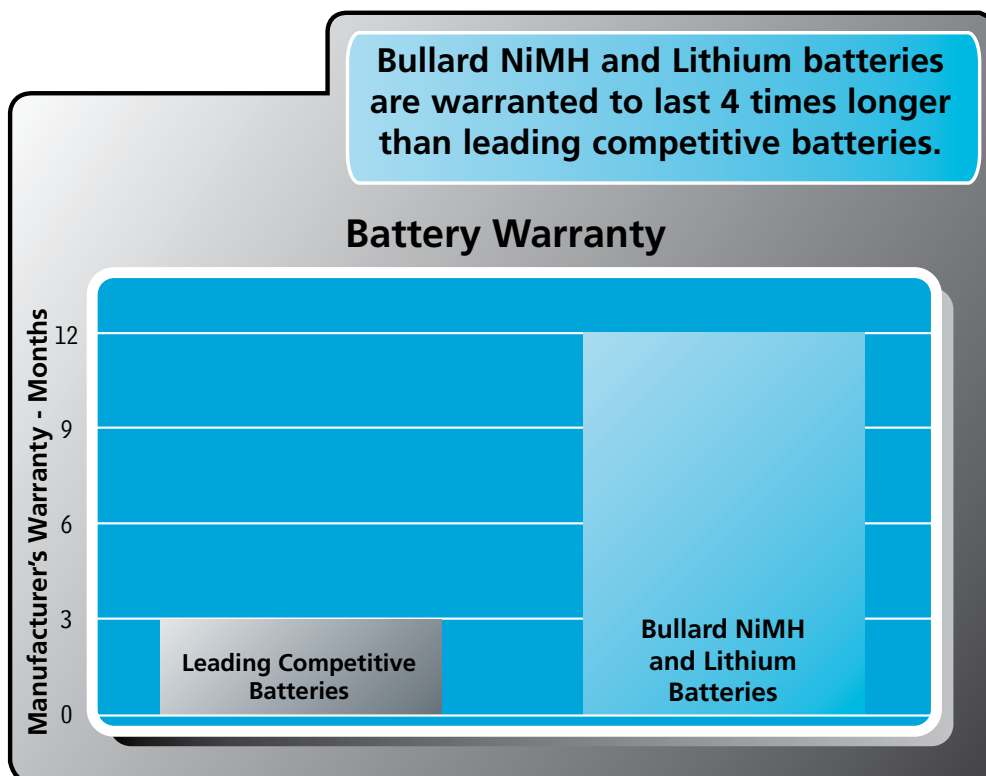 Bullard NiMH and Lithium batteries
are warranted to last 4 times longer
than leading competitive batteries.
Battery Warranty
Manufacturer's Warranty - Months
12
9
6
3
0
Leading Competitive
Batteries
Bullard NiMH
and Lithium
Batteries